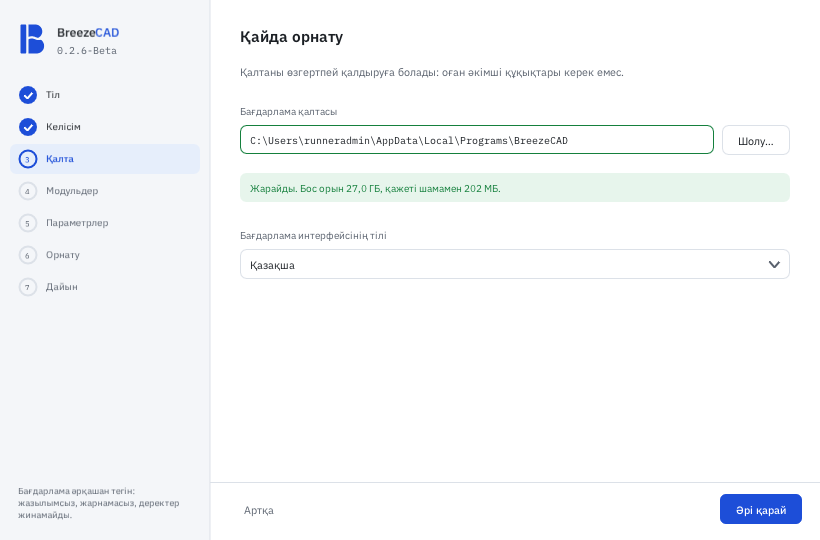 BreezeCAD
0.2.6-Beta
Тіл
Келісім
3 Қалта
4 Модульдер
5 Параметрлер
6 Орнату
7 Дайын
Бағдарлама әрқашан тегін:
жазылымсыз, жарнамасыз, деректер
жинамайды.
Қайда орнату
Қалтаны өзгертпей қалдыруға болады: оған әкімші құқықтары керек емес.
Бағдарлама қалтасы
C:\Users\runneradmin\AppData\Local\Programs\BreezeCAD
Шолу...
Жарайды. Бос орын 27,0 ГБ, қажеті шамамен 202 МБ.
Бағдарлама интерфейсінің тілі
Қазақша
Артқа
Әрі қарай